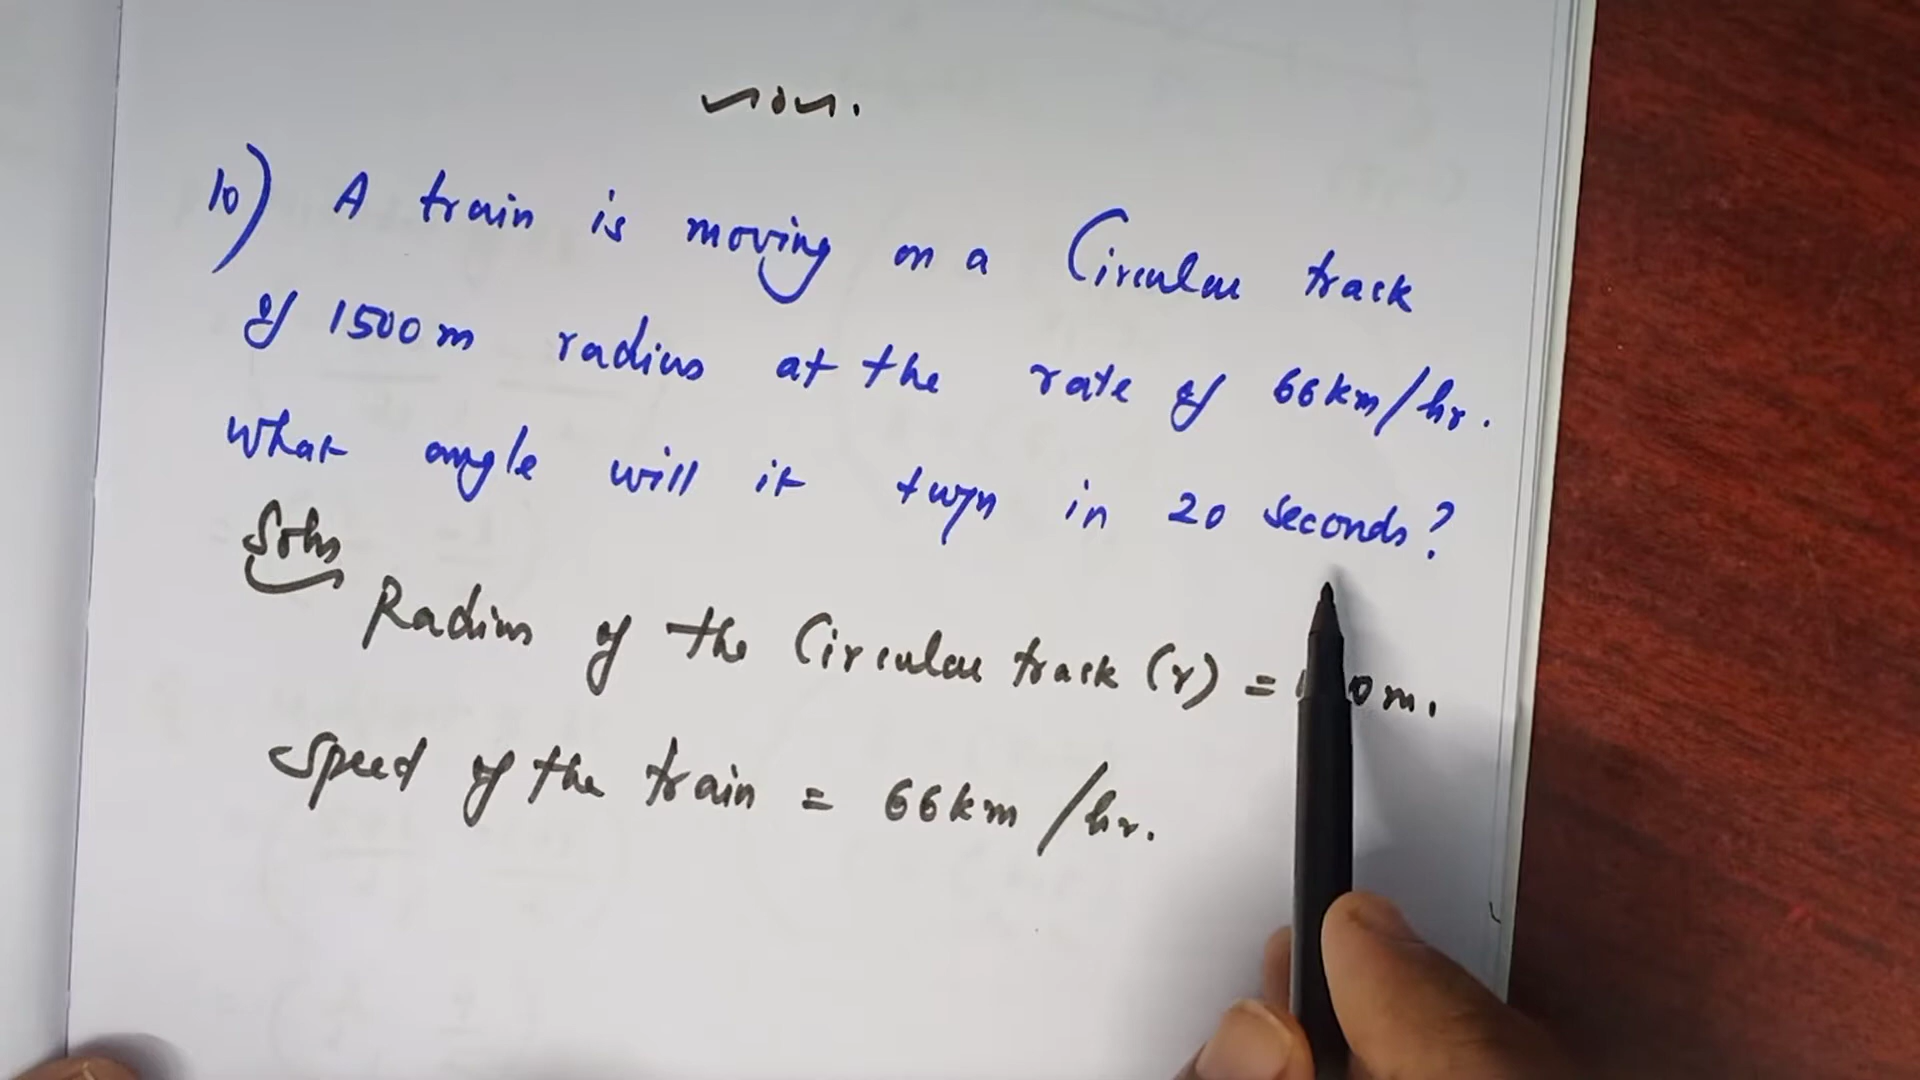 10) A train is moving on a Circular track
of 1500m radius at the rate of 66km/hr.
What angle will it turn in 20 seconds?
Soln
Radius of the Circular track (r) = 0m.
Speed of the train = 66km/hr.